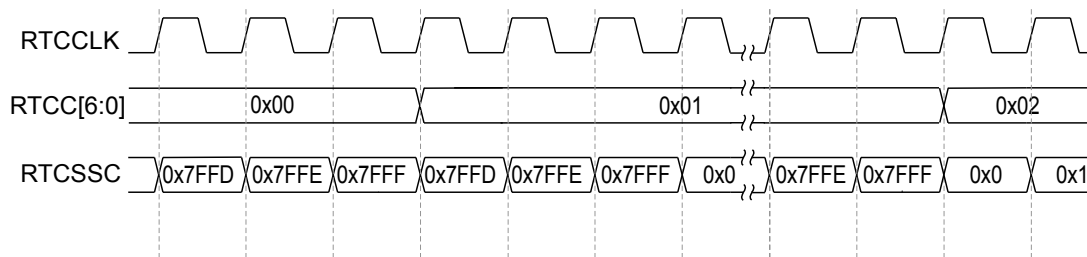 RTCCLK
RTCC[6:0] 0x00 0x01 0x02
RTCSSC 0x7FFD 0x7FFE 0x7FFF 0x7FFD 0x7FFE 0x7FFF 0x0 0x7FFE 0x7FFF 0x0 0x1